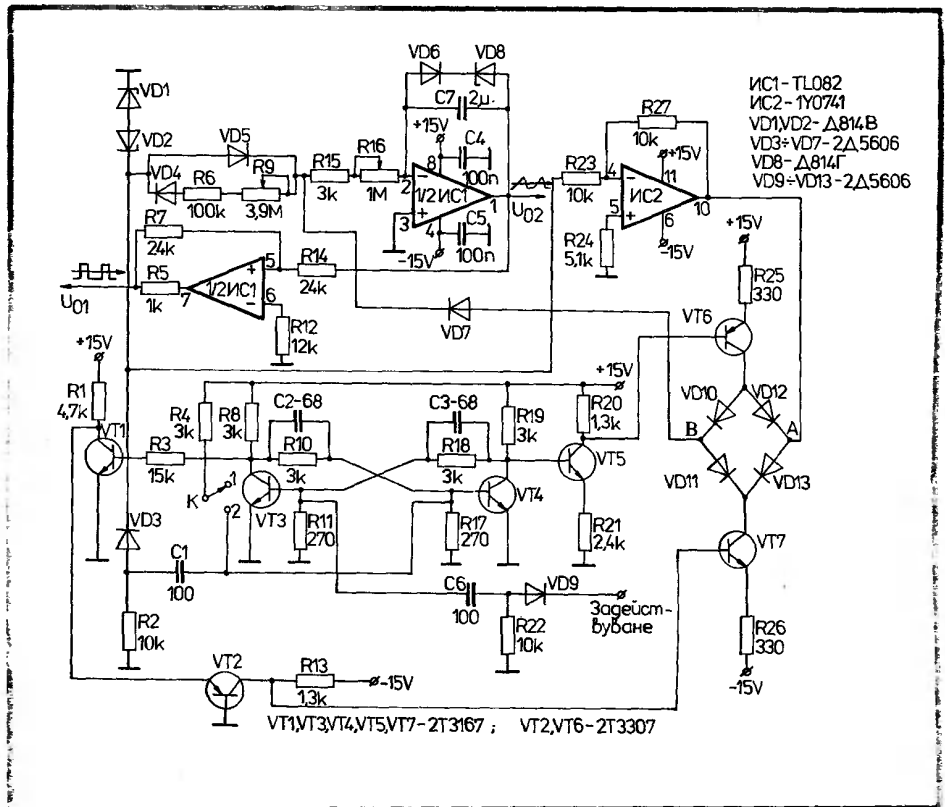 VD6
VD8
C7
2μ
VD1
VD2
VD5
VD4
R6
100k
R9
3,9M
R15
3k
R16
1M
+15V
8
C4
100n
2
−
1/2ИС1
+
3
4
1
−15V
C5
100n
U02
R27
10k
R23
10k
4
−
ИС2
+
5
11
+15V
6
−15V
10
R24
5,1k
ИС1-TL082
ИС2-1У0741
VD1,VD2-Д814В
VD3÷VD7-2Д5606
VD8-Д814Г
VD9÷VD13-2Д5606
R7
24k
R5
1k
U01
7
1/2ИС1
+
5
−
6
R14
24k
R12
12k
VD7
+15V
R25
330
VT6
VD10
VD12
B
A
VD11
VD13
VT7
R26
330
−15V
+15V
R1
4,7k
VT1
R3
15k
R4
3k
R8
3k
C2-68
R10
3k
C3-68
R18
3k
R19
3k
+15V
R20
1,3k
VT5
R21
2,4k
K
1
2
VT3
R11
270
R17
270
VT4
VD3
C1
100
R2
10k
C6
100
VD9
R22
10k
Задейст-
вуване
VT2
R13
1,3k
−15V
VT1,VT3,VT4,VT5,VT7-2Т3167 ; VT2,VT6-2Т3307